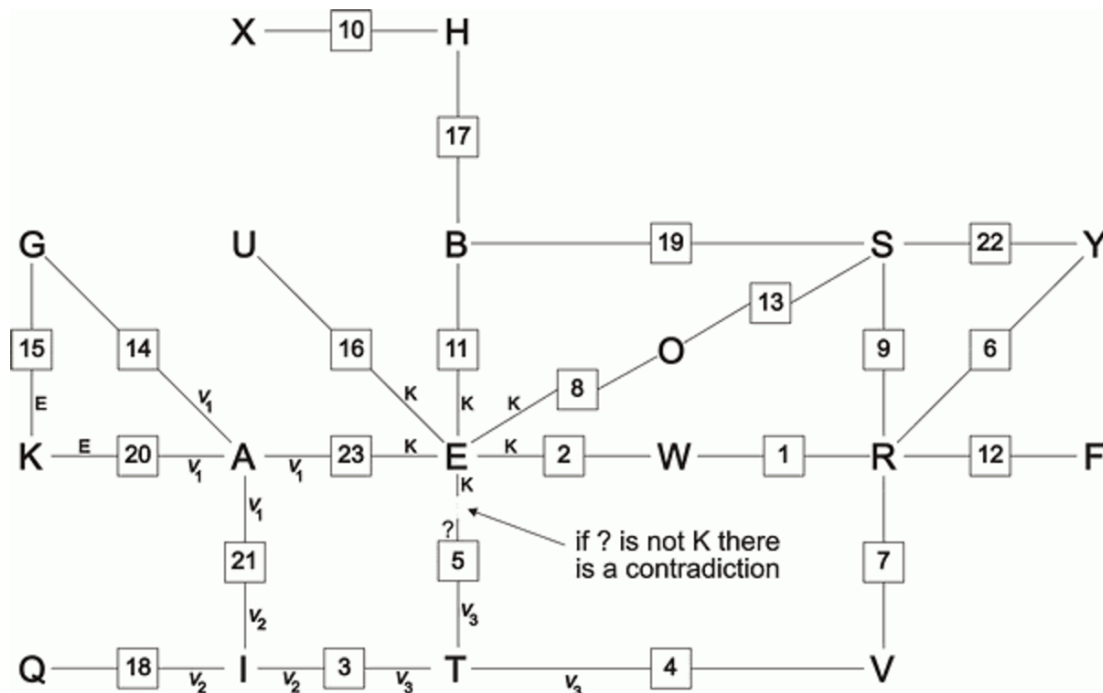 X 10 H
17
G U B 19 S 22 Y
13
15 14 16 11 O 9 6
8
E V1 K K K
K E 20 V1 A V1 23 K E K 2 W 1 R 12 F
V1 K
? if ? is not K there
21 5 is a contradiction 7
V2 V3
Q 18 V2 I V2 3 V3 T V3 4 V